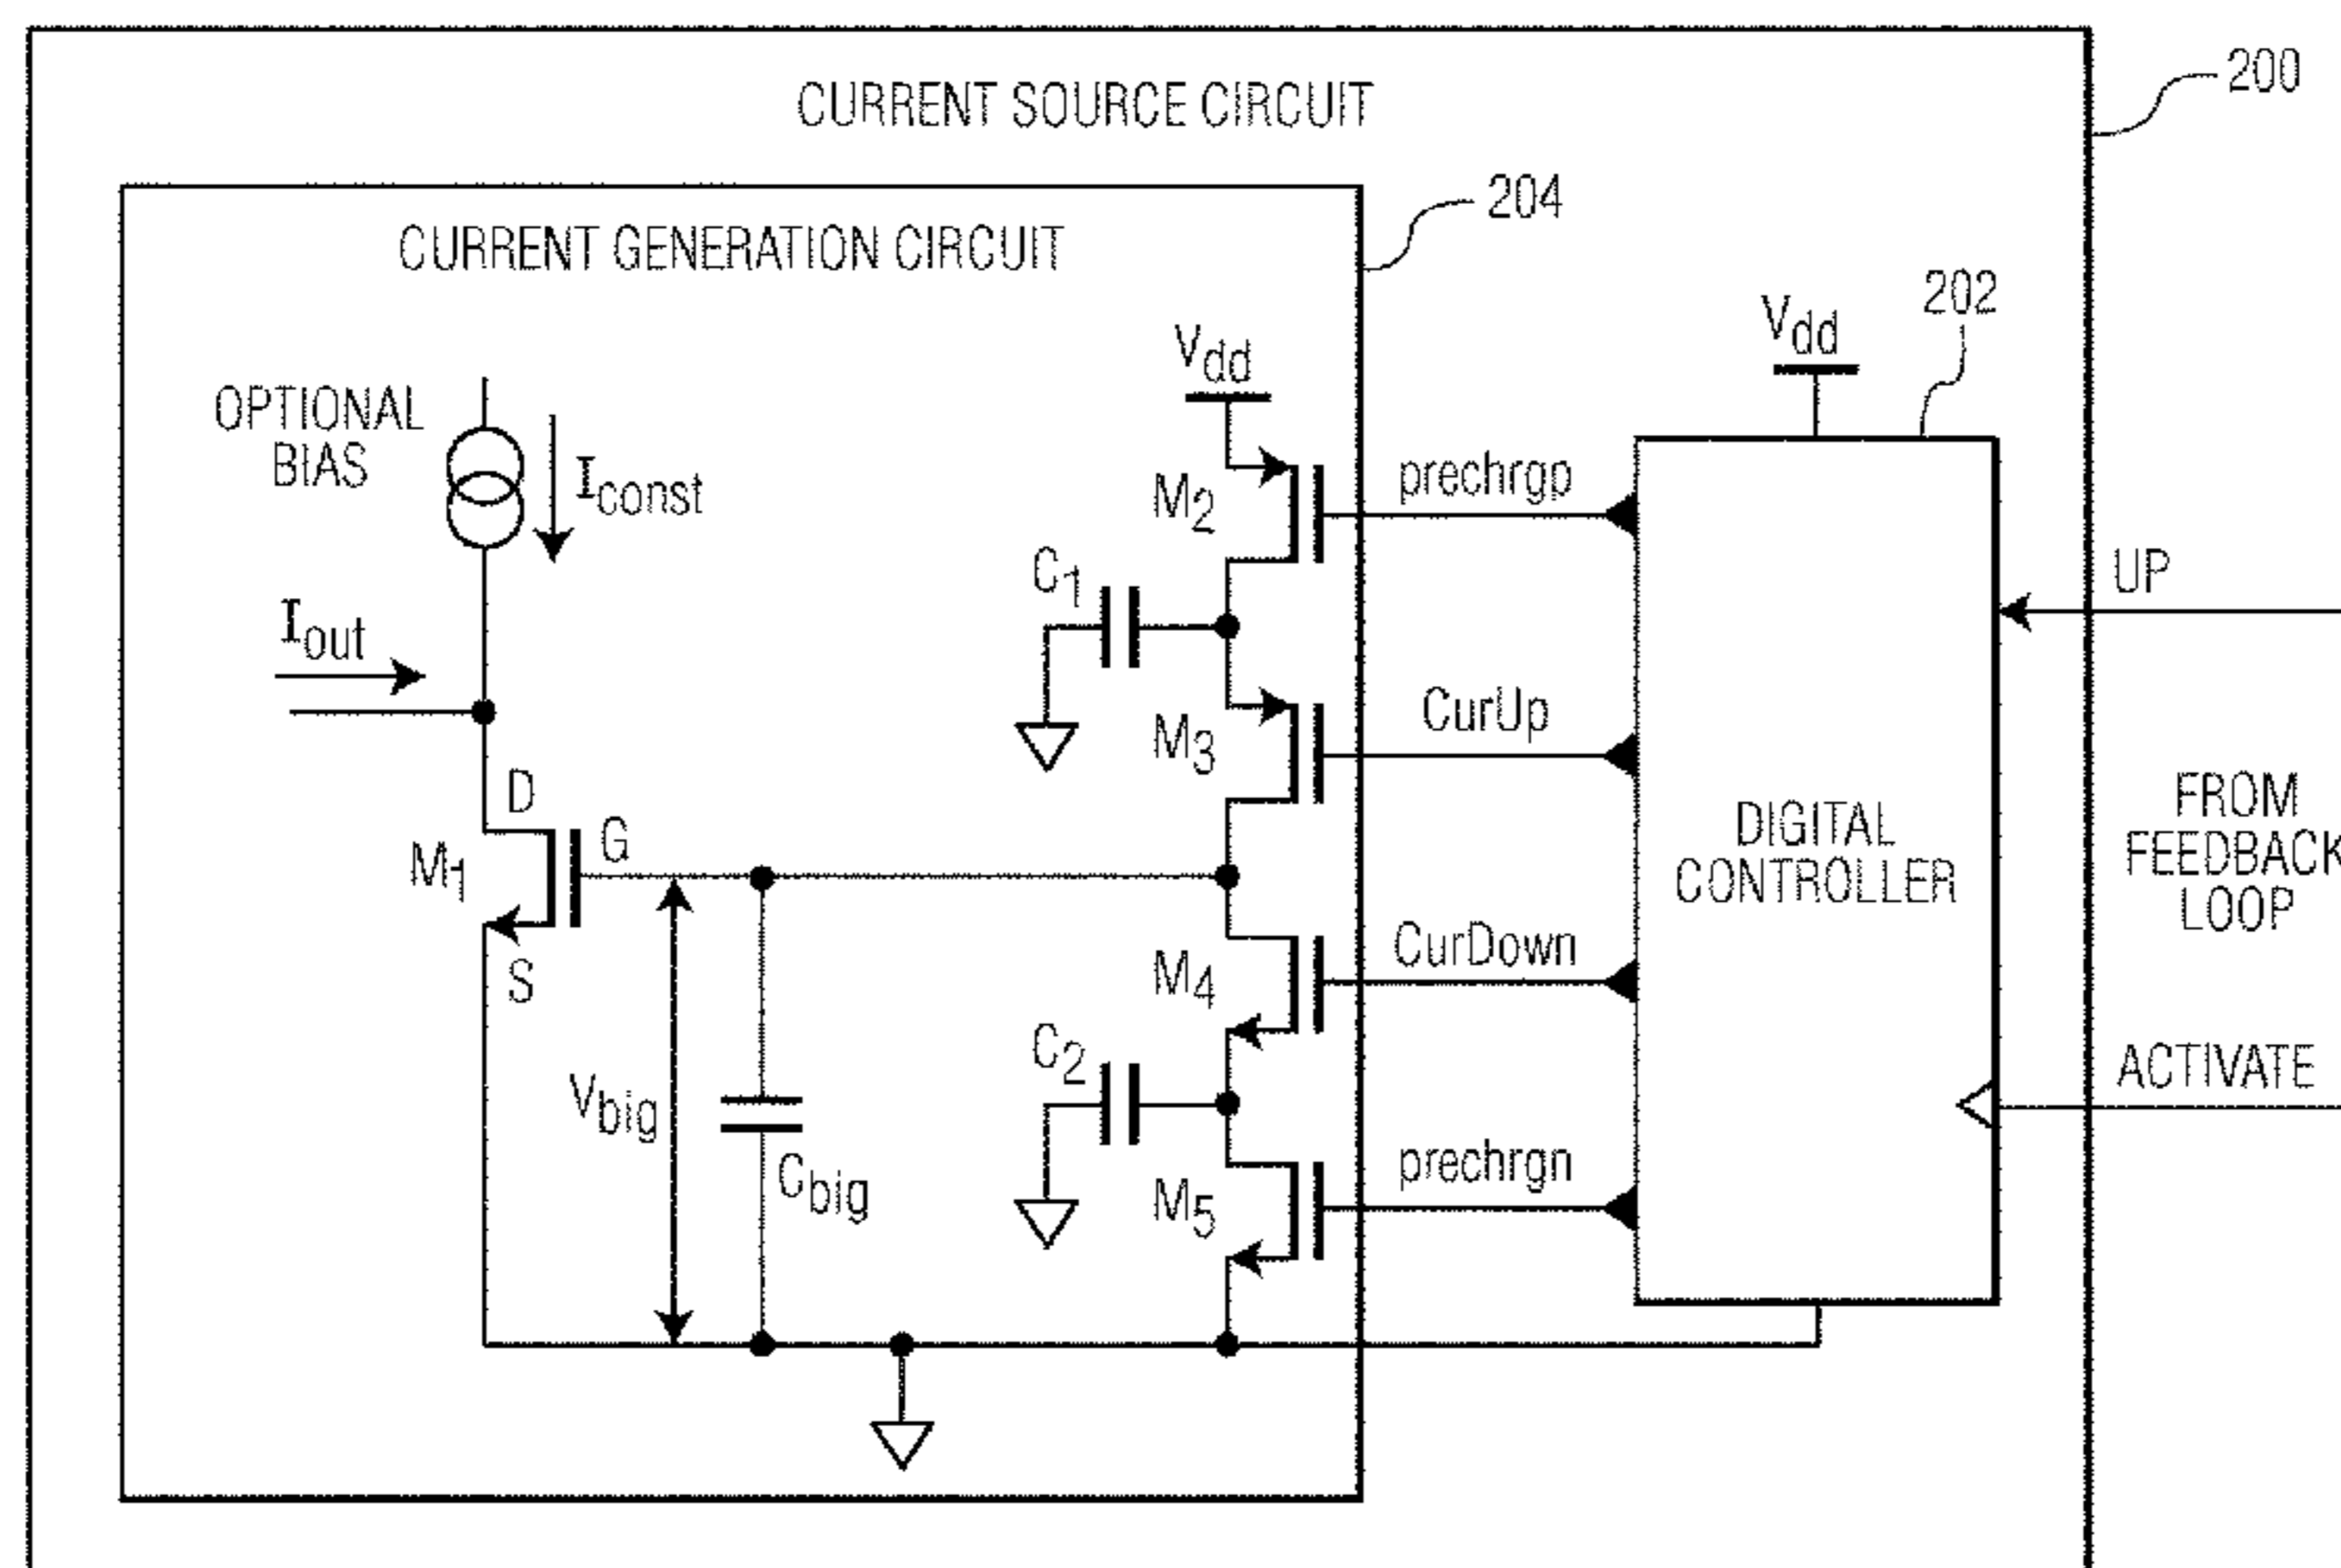 CURRENT SOURCE CIRCUIT
200
CURRENT GENERATION CIRCUIT
204
202
Vdd
Vdd
OPTIONAL
BIAS
Iconst
M2
prechrgp
C1
UP
Iout
M3
CurUp
D
G
M1
S
DIGITAL
CONTROLLER
FROM
FEEDBACK
LOOP
M4
CurDown
C2
Vbig
Cbig
ACTIVATE
M5
prechrgn